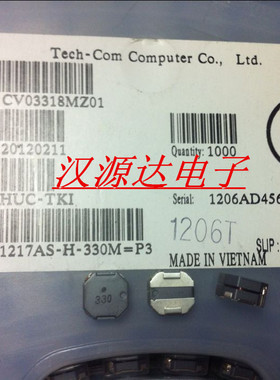 Tech-Com Computer Co., Ltd.
CV03318MZ01
20120211
Quantity: 1000
汉源达电子
HUC-TKI
Serial: 1206AD456
1206T
1217AS-H-330M=P3
SLIP:
MADE IN VIETNAM
330